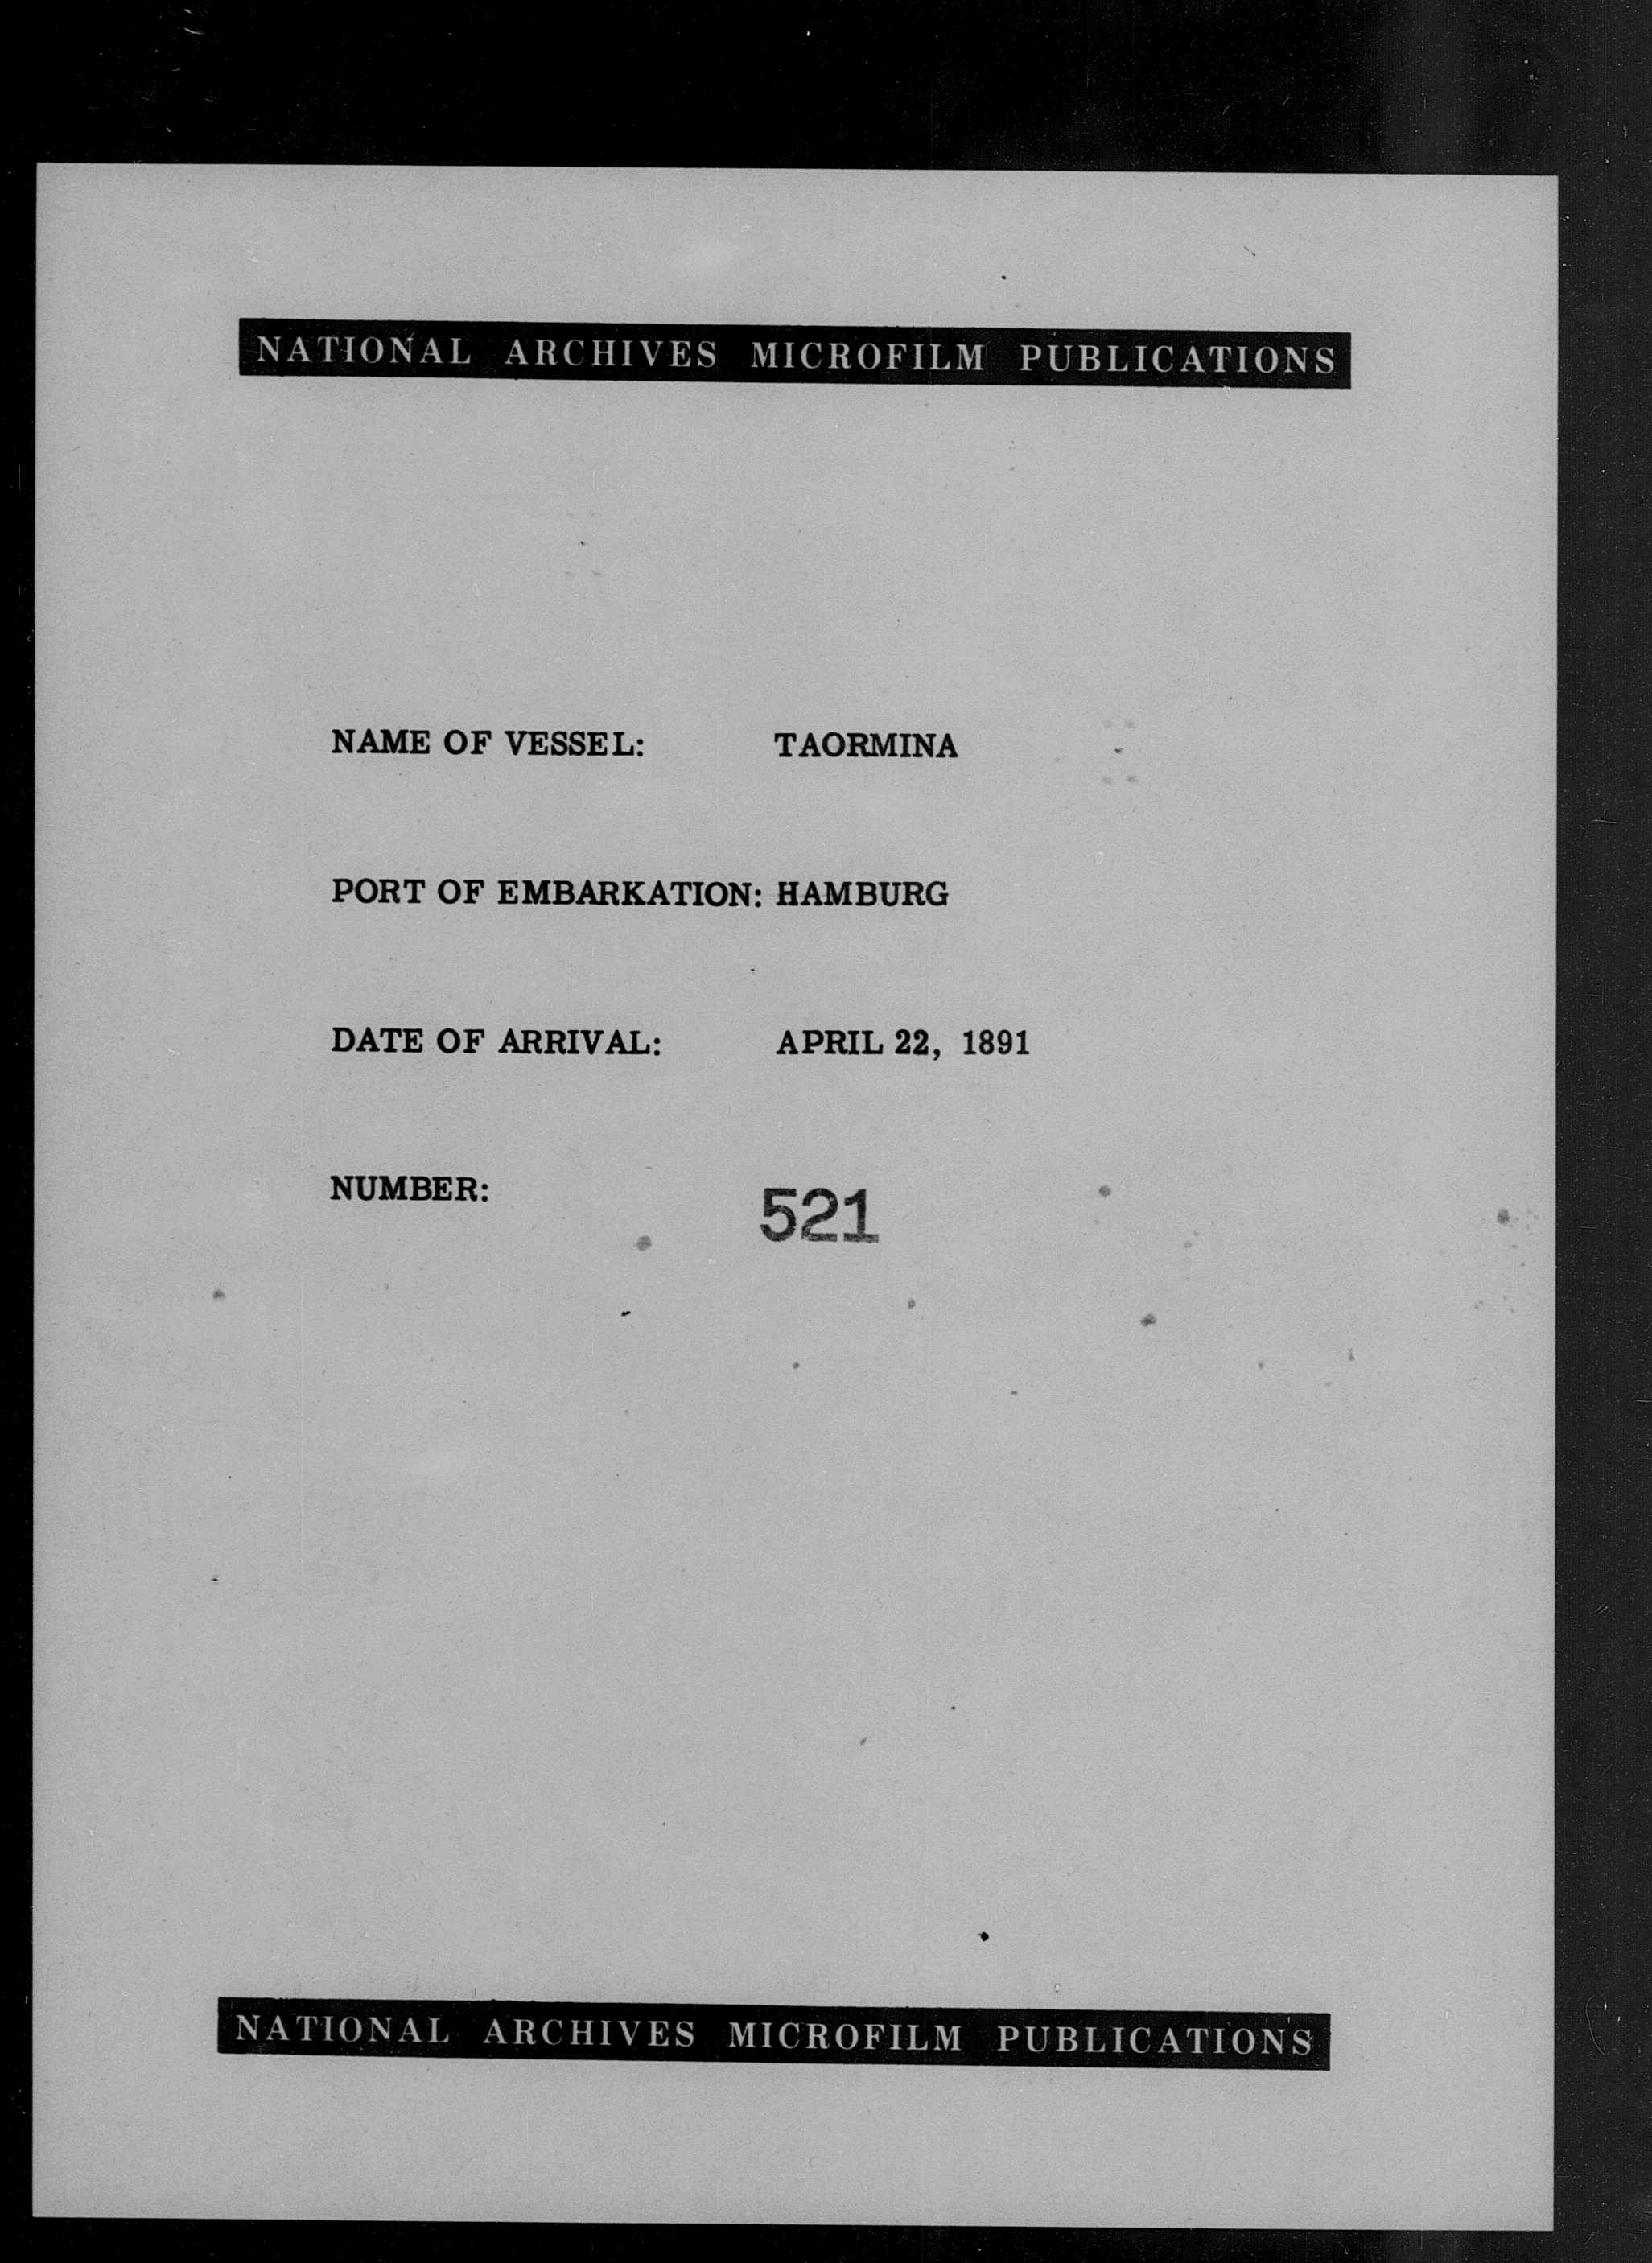 NATIONAL ARCHIVES MICROFILM PUBLICATIONS
NAME OF VESSEL: TAORMINA
PORT OF EMBARKATION: HAMBURG
DATE OF ARRIVAL: APRIL 22, 1891
NUMBER: 521
NATIONAL ARCHIVES MICROFILM PUBLICATIONS